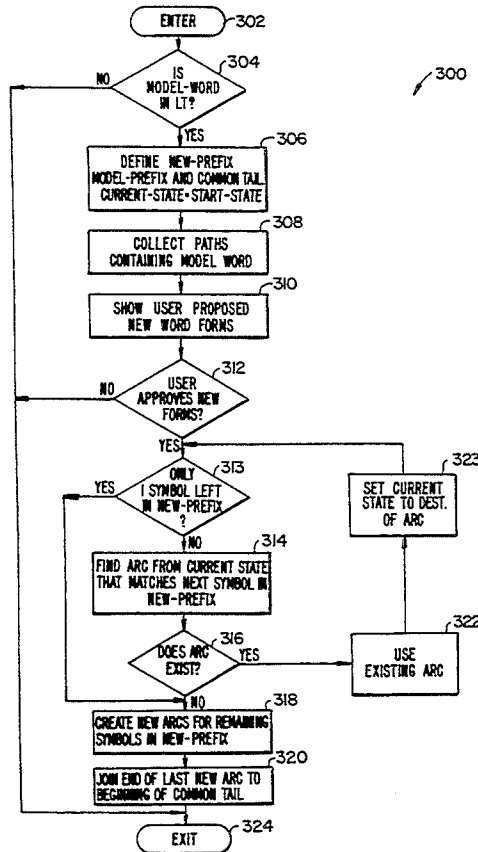 ENTER
302
304
NO
IS
MODEL-WORD
IN LT?
300
YES
306
DEFINE NEW-PREFIX
MODEL-PREFIX AND COMMON TAIL.
CURRENT-STATE=START-STATE
308
COLLECT PATHS
CONTAINING MODEL WORD
310
SHOW USER PROPOSED
NEW WORD FORMS
312
NO
USER
APPROVES NEW
FORMS?
YES
313
YES
ONLY
1 SYMBOL LEFT
IN NEW-PREFIX
?
323
SET CURRENT
STATE TO DEST.
OF ARC
NO
314
FIND ARC FROM CURRENT STATE
THAT MATCHES NEXT SYMBOL IN
NEW-PREFIX
316
DOES ARC
EXIST?
YES
322
USE
EXISTING ARC
NO
318
CREATE NEW ARCS FOR REMAINING
SYMBOLS IN NEW-PREFIX
320
JOIN END OF LAST NEW ARC TO
BEGINNING OF COMMON TAIL
EXIT
324